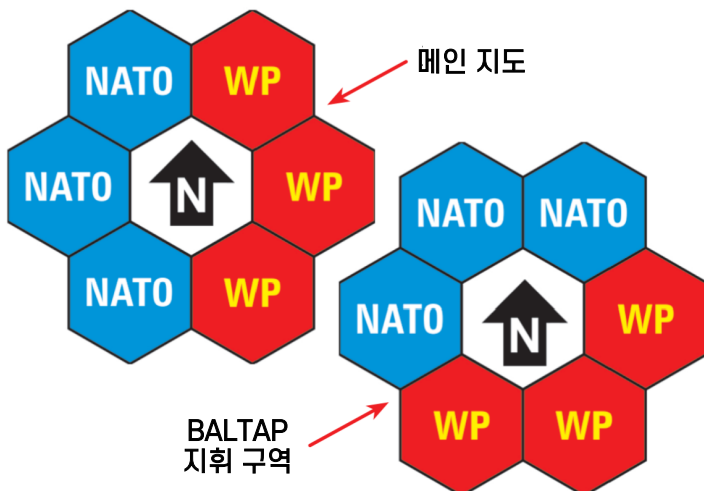 NATO WP
메인 지도
NATO N WP
NATO WP
NATO NATO
NATO N WP
WP WP
BALTAP
지휘 구역